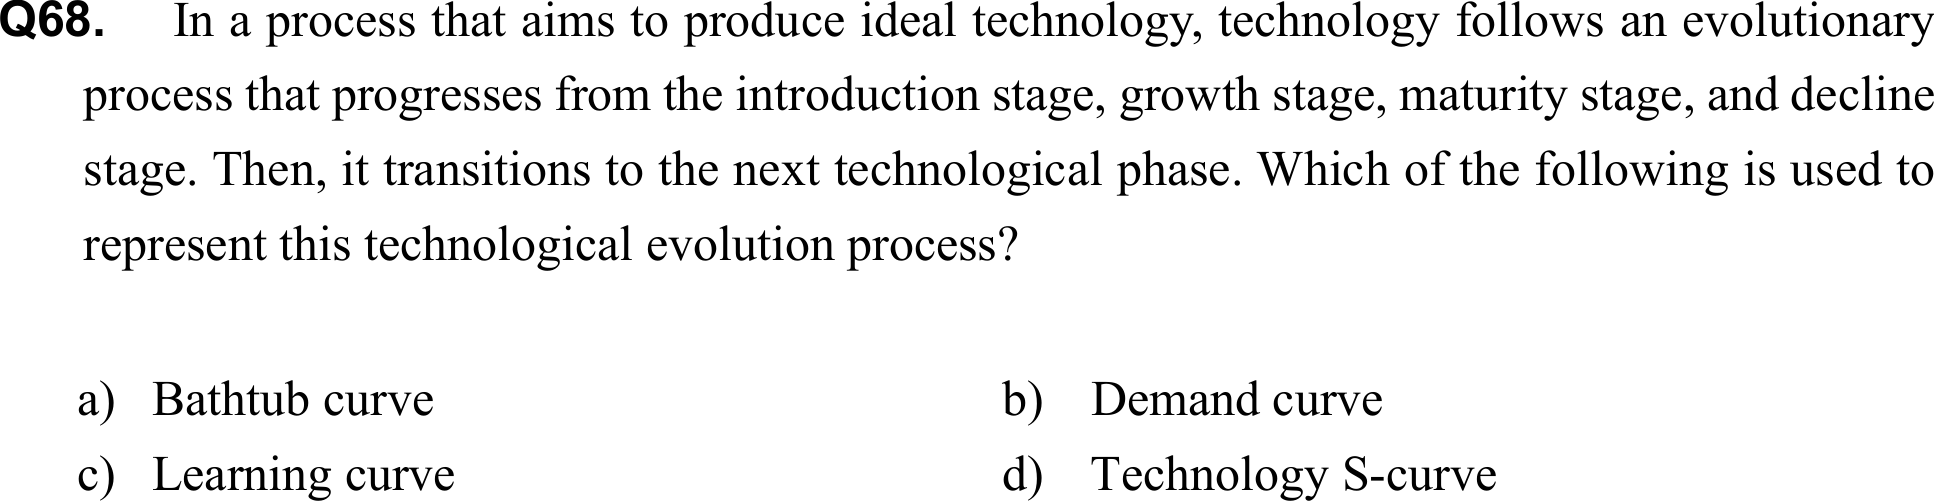 Q68. In a process that aims to produce ideal technology, technology follows an evolutionary
process that progresses from the introduction stage, growth stage, maturity stage, and decline
stage. Then, it transitions to the next technological phase. Which of the following is used to
represent this technological evolution process?
a) Bathtub curve b) Demand curve
c) Learning curve d) Technology S-curve